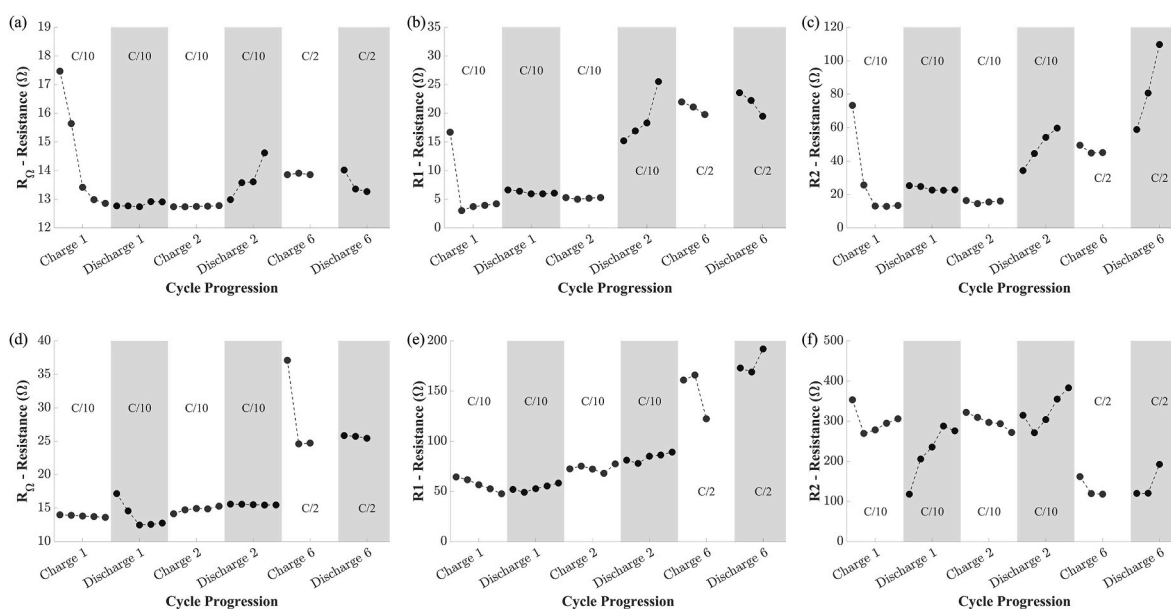 (a)
R_Ω - Resistance (Ω)
19
18
17
16
15
14
13
12
C/10
C/10
C/10
C/10
C/2
C/2
Charge 1
Discharge 1
Charge 2
Discharge 2
Charge 6
Discharge 6
Cycle Progression
(b)
R1 - Resistance (Ω)
35
30
25
20
15
10
5
0
C/10
C/10
C/10
C/10
C/2
C/2
Charge 1
Discharge 1
Charge 2
Discharge 2
Charge 6
Discharge 6
Cycle Progression
(c)
R2 - Resistance (Ω)
120
100
80
60
40
20
0
C/10
C/10
C/10
C/10
C/2
C/2
Charge 1
Discharge 1
Charge 2
Discharge 2
Charge 6
Discharge 6
Cycle Progression
(d)
R_Ω - Resistance (Ω)
40
35
30
25
20
15
10
C/10
C/10
C/10
C/10
C/2
C/2
Charge 1
Discharge 1
Charge 2
Discharge 2
Charge 6
Discharge 6
Cycle Progression
(e)
R1 - Resistance (Ω)
200
150
100
50
0
C/10
C/10
C/10
C/10
C/2
C/2
Charge 1
Discharge 1
Charge 2
Discharge 2
Charge 6
Discharge 6
Cycle Progression
(f)
R2 - Resistance (Ω)
500
400
300
200
100
0
C/10
C/10
C/10
C/10
C/2
C/2
Charge 1
Discharge 1
Charge 2
Discharge 2
Charge 6
Discharge 6
Cycle Progression